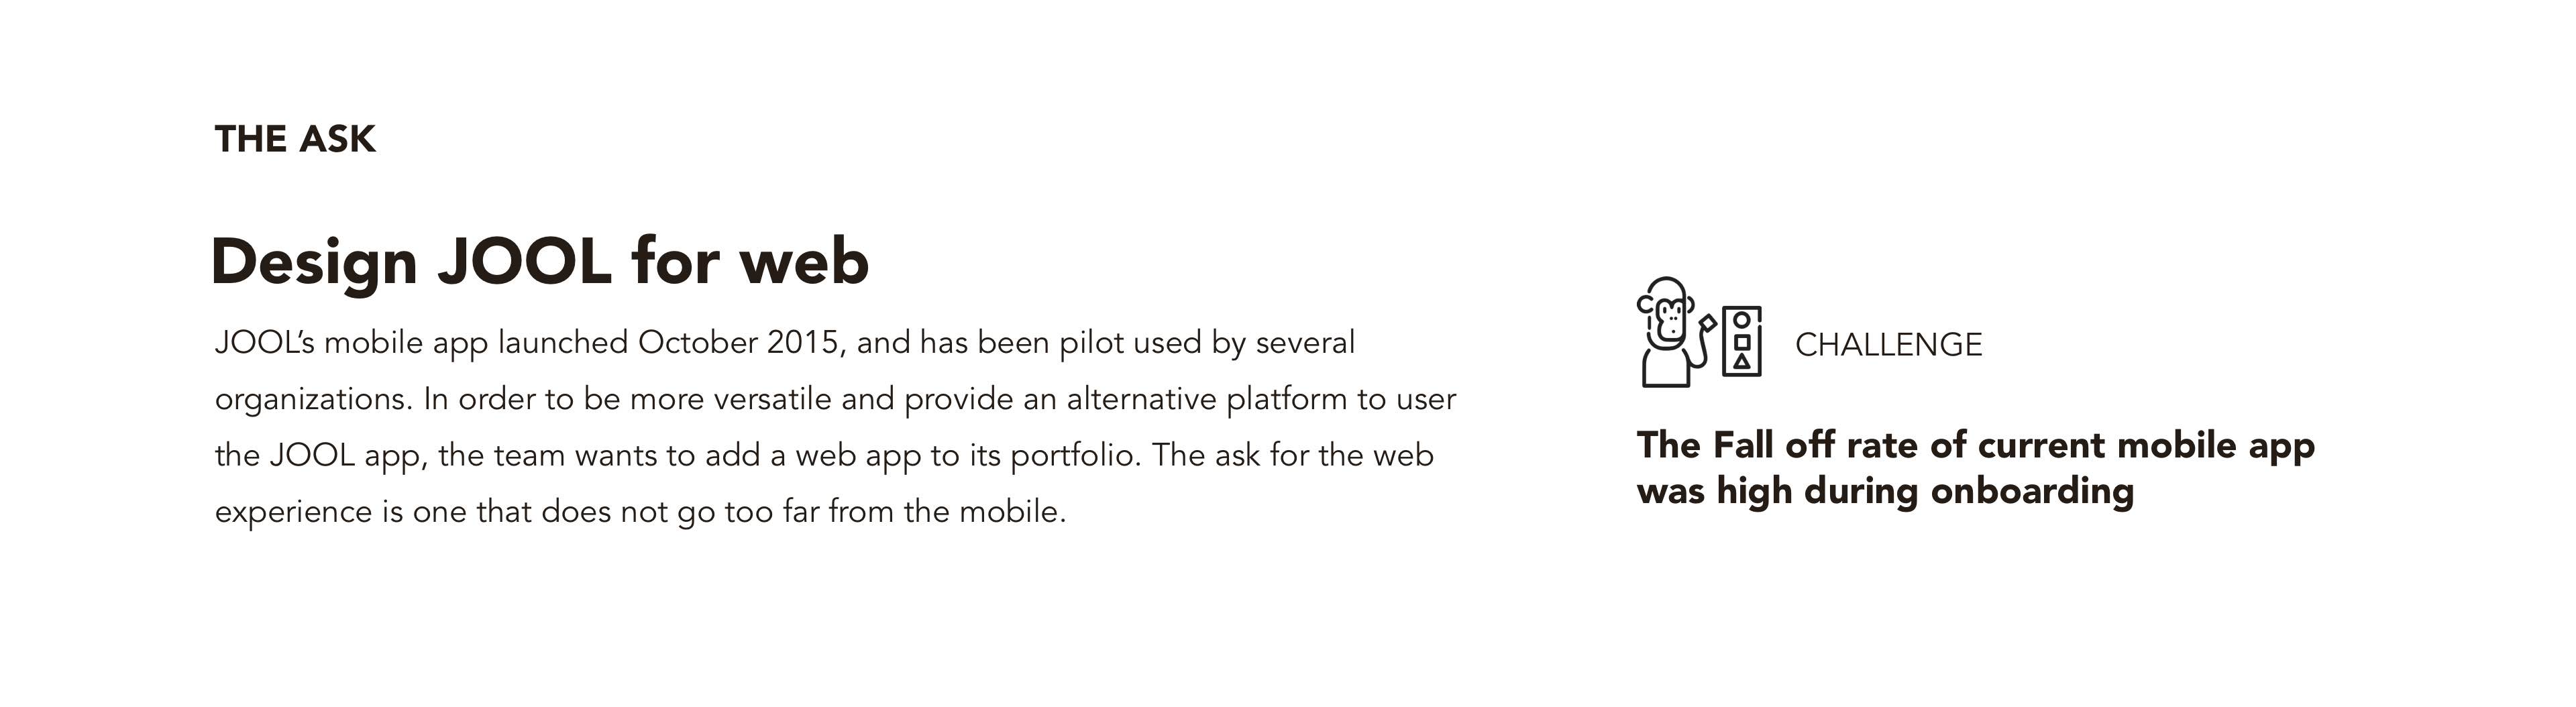 THE ASK
Design JOOL for web
JOOL’s mobile app launched October 2015, and has been pilot used by several
organizations. In order to be more versatile and provide an alternative platform to user
the JOOL app, the team wants to add a web app to its portfolio. The ask for the web
experience is one that does not go too far from the mobile.
CHALLENGE
The Fall off rate of current mobile app
was high during onboarding